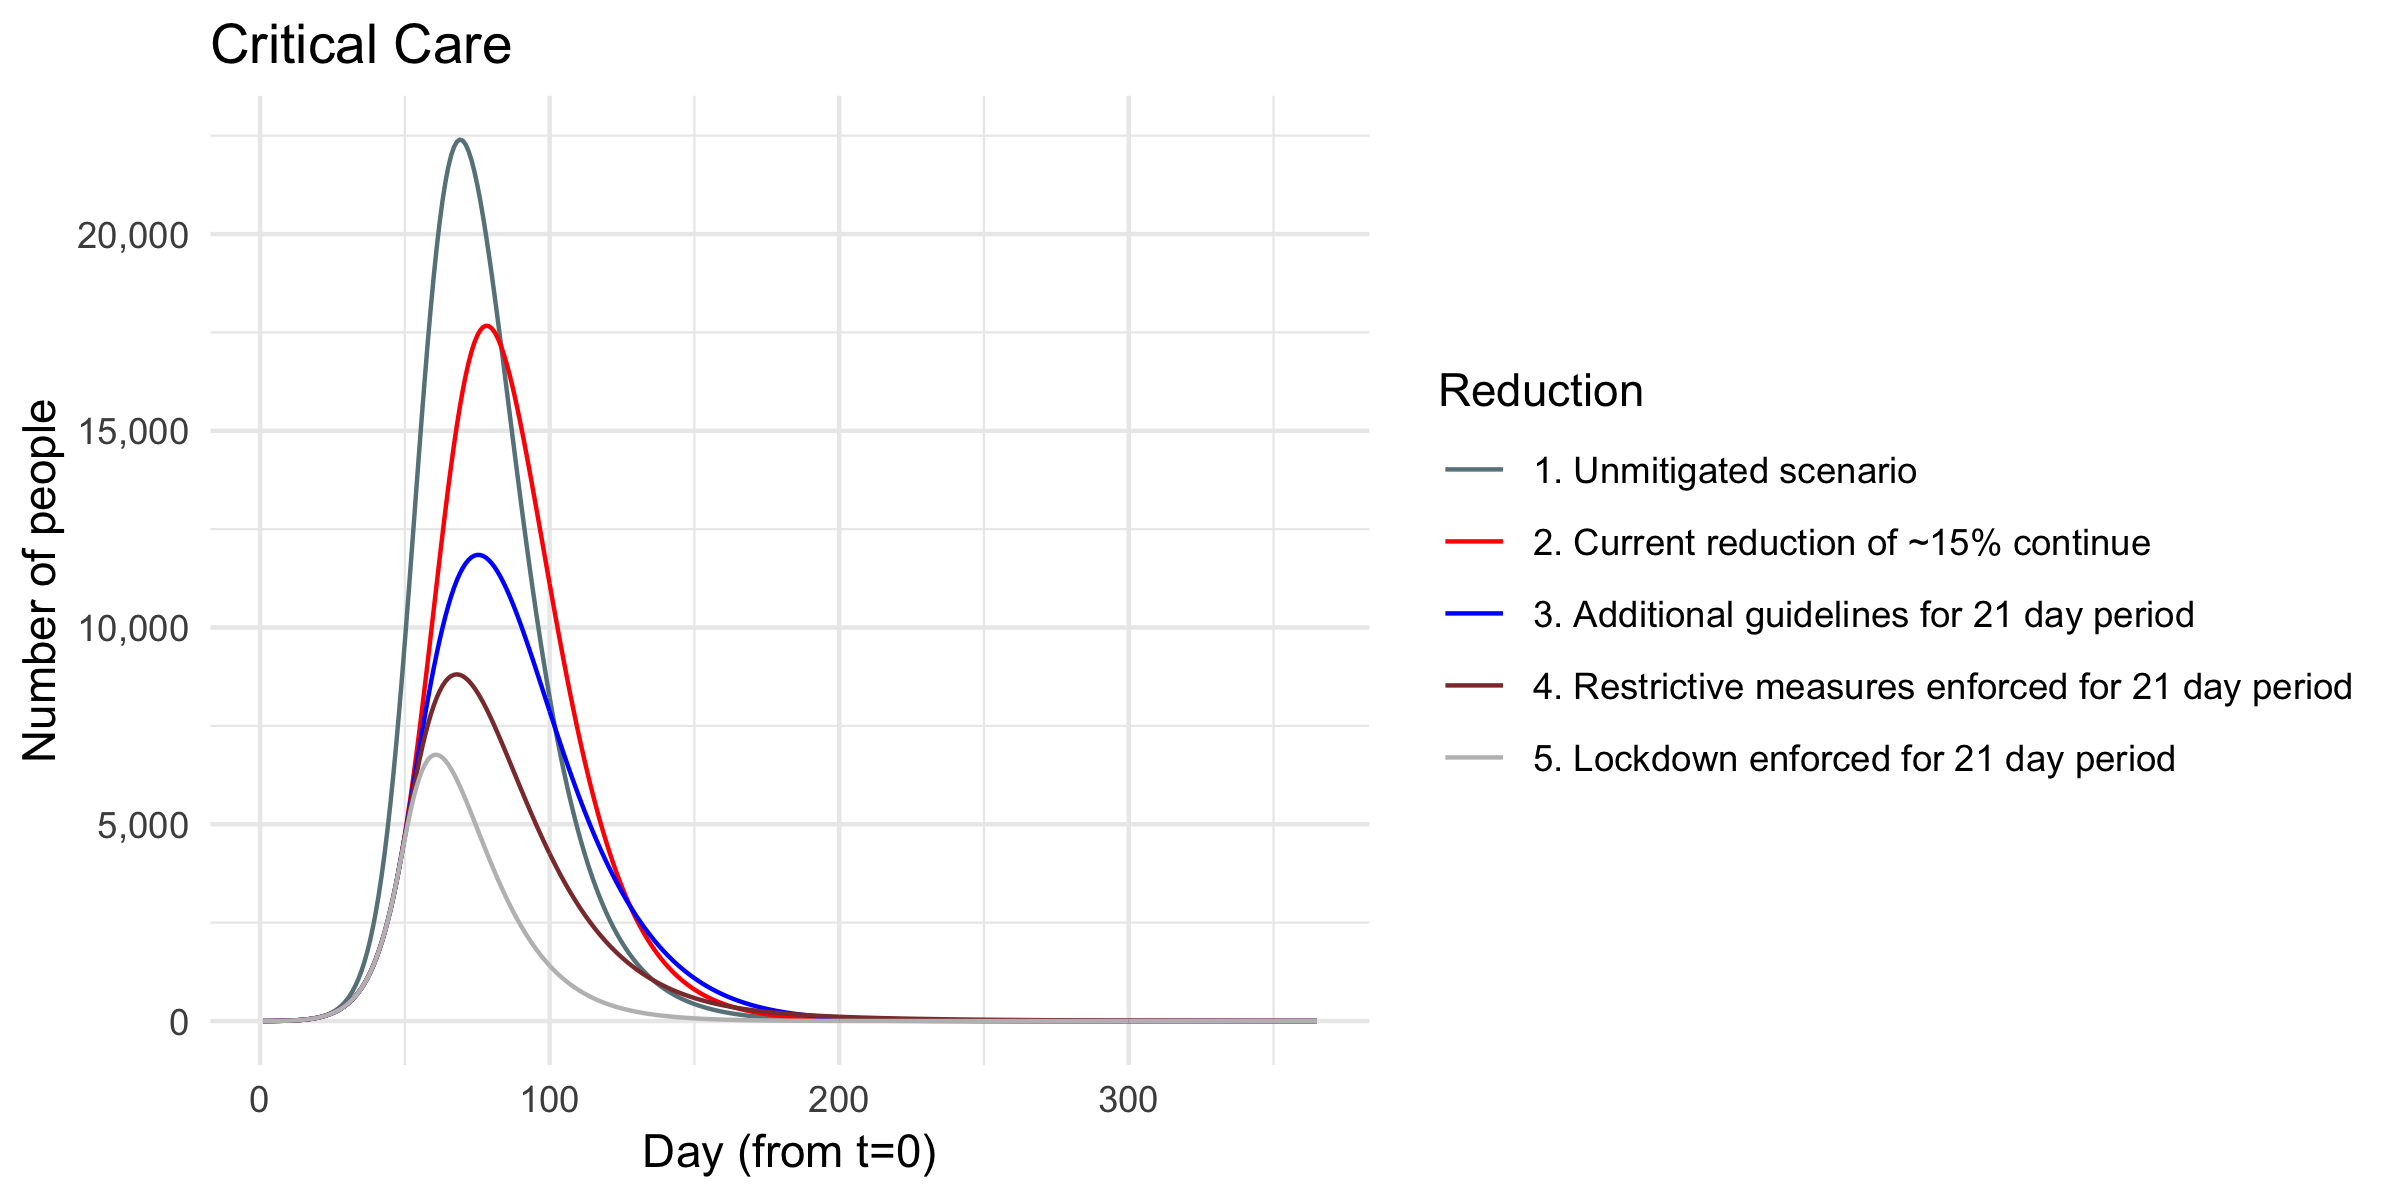 Critical Care
Number of people
20,000
15,000
10,000
5,000
0
0 100 200 300
Day (from t=0)
Reduction
1. Unmitigated scenario
2. Current reduction of ~15% continue
3. Additional guidelines for 21 day period
4. Restrictive measures enforced for 21 day period
5. Lockdown enforced for 21 day period